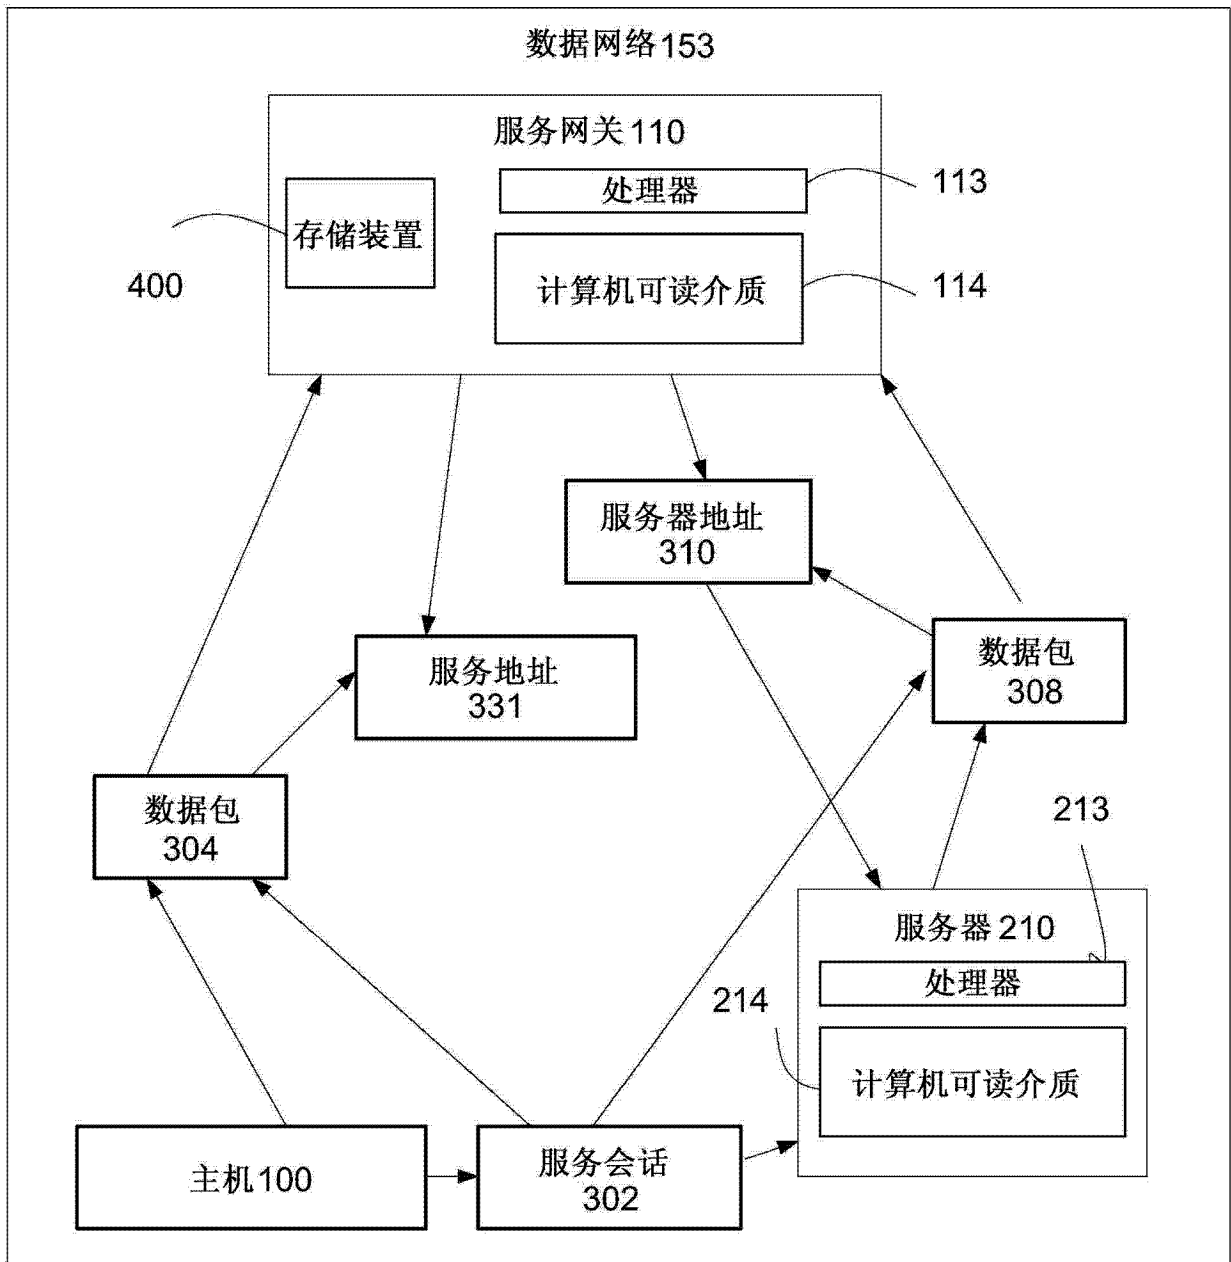 数据网络153
服务网关110
处理器
113
存储装置
400
计算机可读介质
114
服务器地址
310
服务地址
331
数据包
308
数据包
304
213
服务器210
处理器
214
计算机可读介质
主机100
服务会话
302